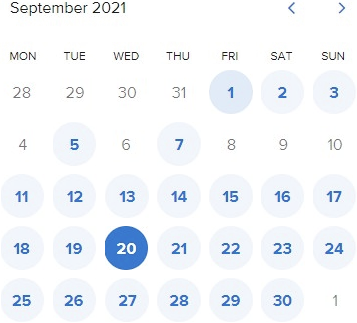 September 2021
MON TUE WED THU FRI SAT SUN
28 29 30 31 1 2 3
4 5 6 7 8 9 10
11 12 13 14 15 16 17
18 19 20 21 22 23 24
25 26 27 28 29 30 1